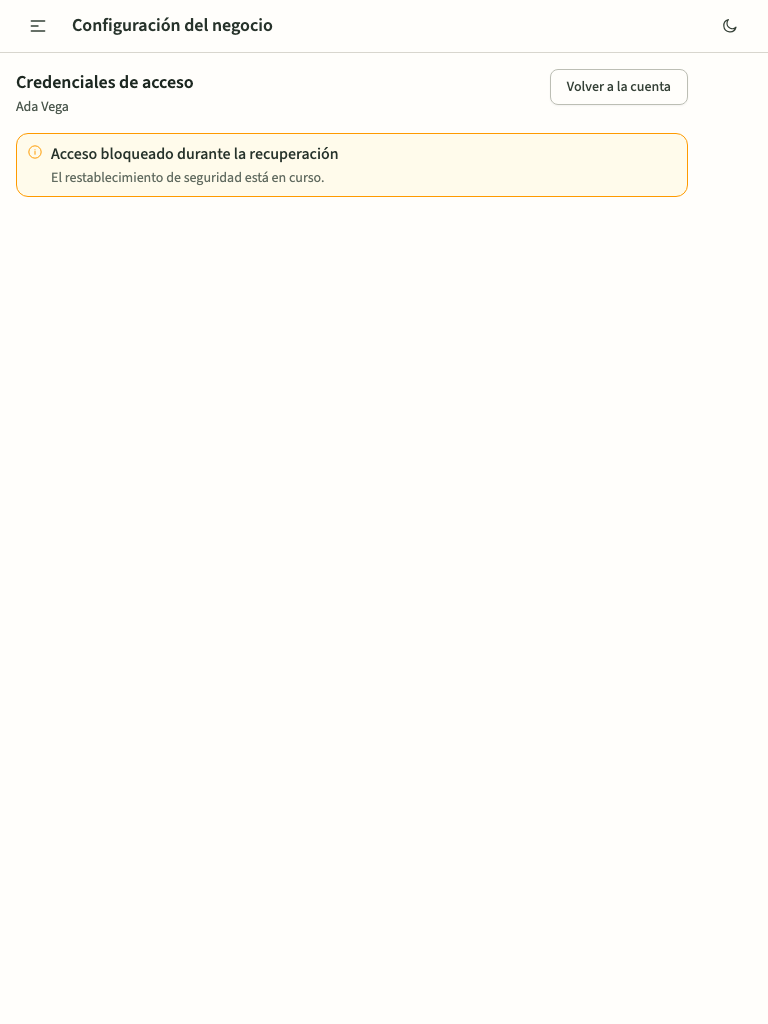 Configuración del negocio
Credenciales de acceso
Volver a la cuenta
Ada Vega
Acceso bloqueado durante la recuperación
El restablecimiento de seguridad está en curso.